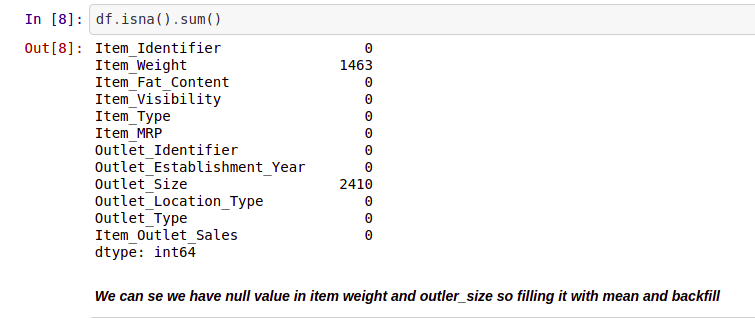 In [8]: df.isna().sum()
Out[8]: Item_Identifier 0
Item_Weight 1463
Item_Fat_Content 0
Item_Visibility 0
Item_Type 0
Item_MRP 0
Outlet_Identifier 0
Outlet_Establishment_Year 0
Outlet_Size 2410
Outlet_Location_Type 0
Outlet_Type 0
Item_Outlet_Sales 0
dtype: int64
We can se we have null value in item weight and outler_size so filling it with mean and backfill